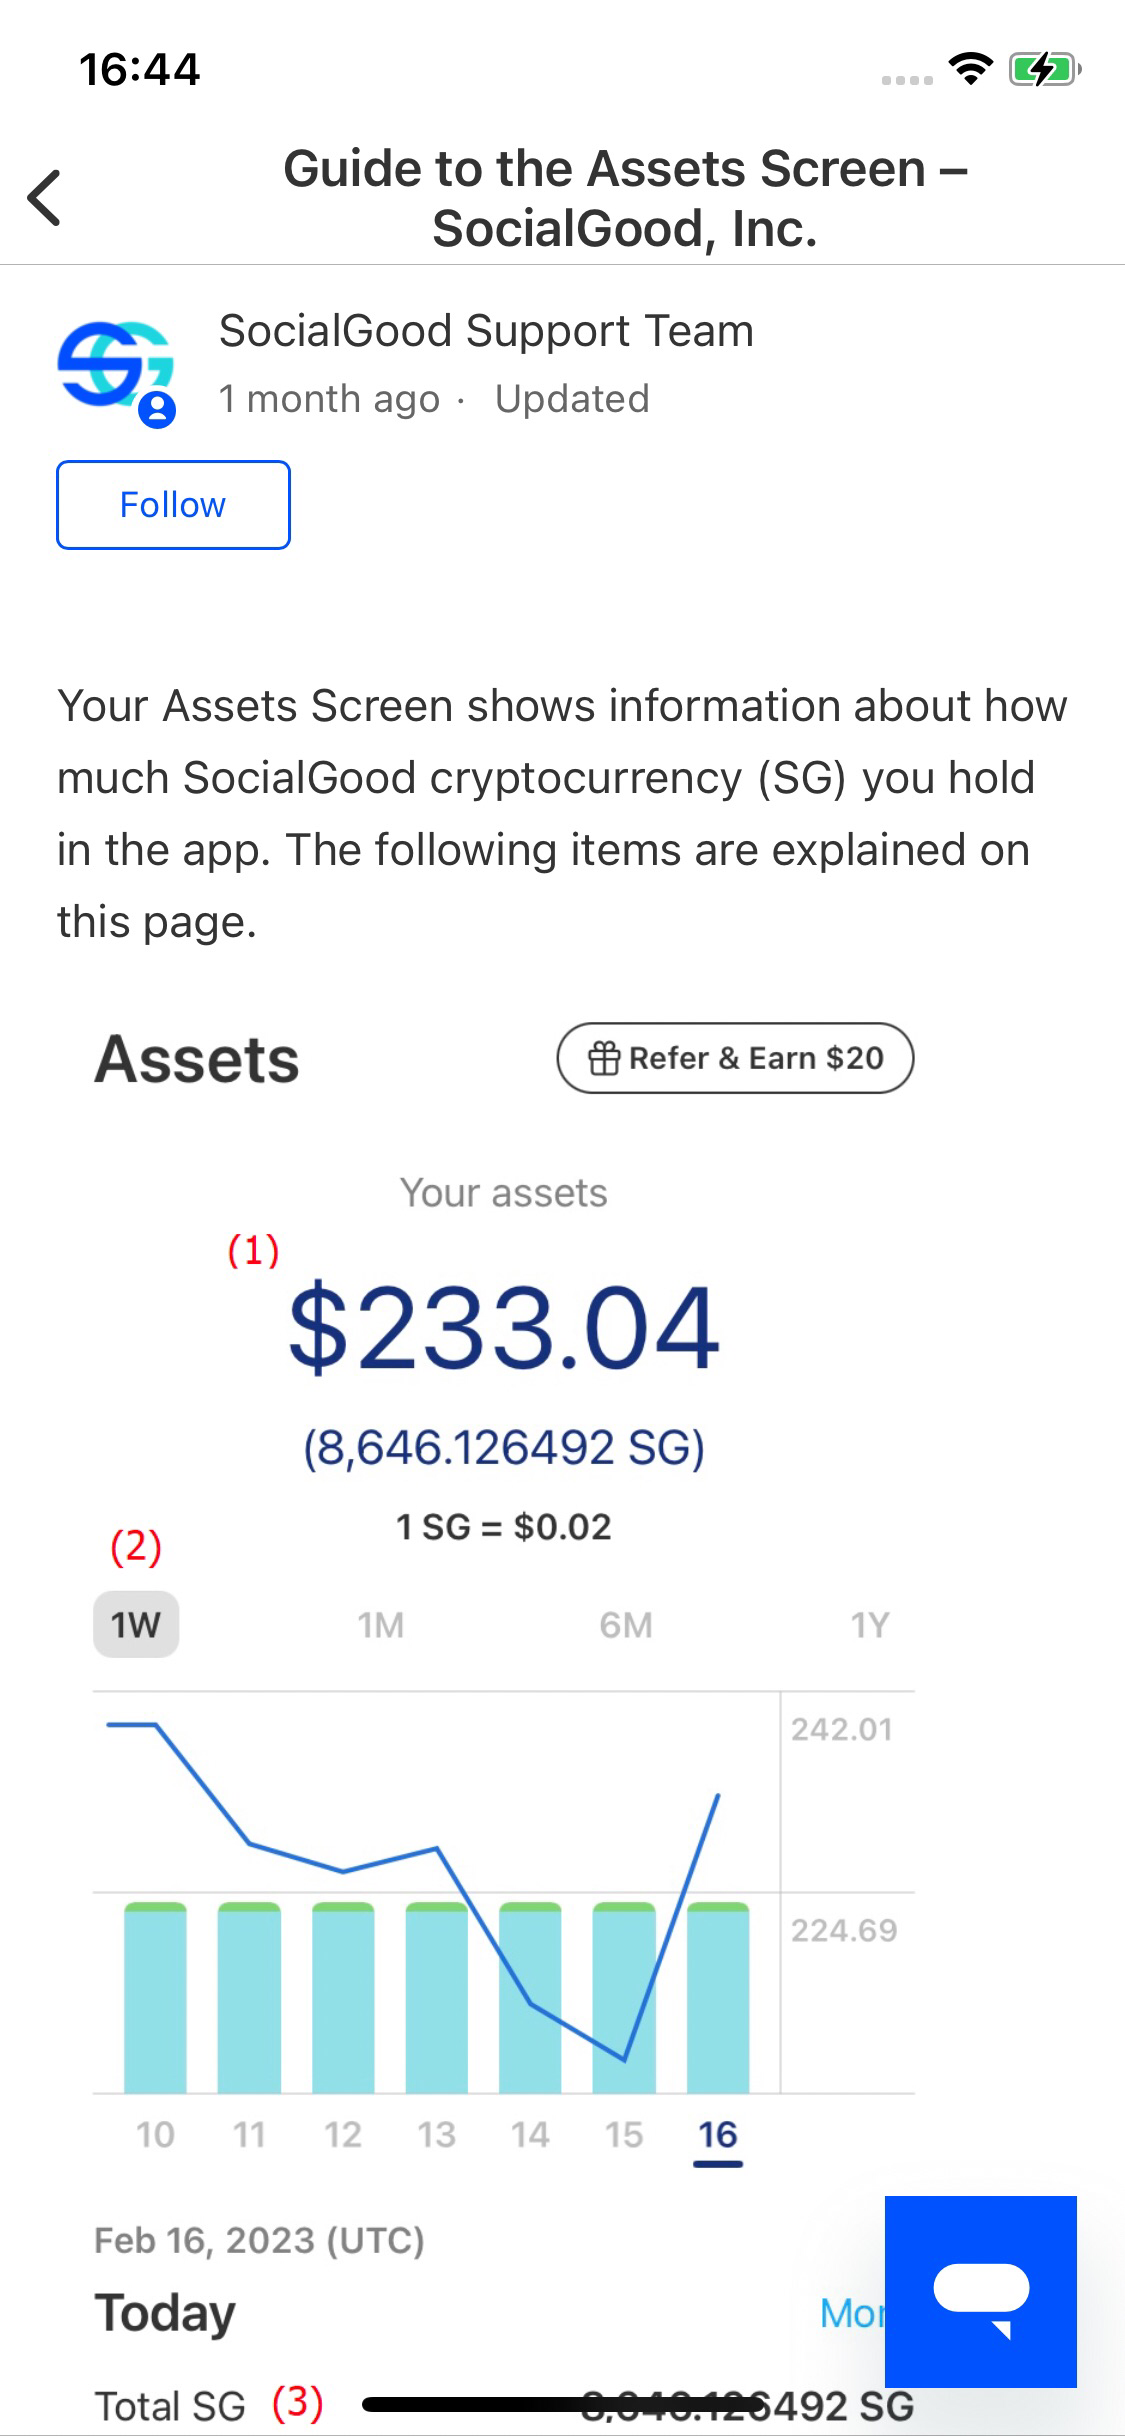 16:44
Guide to the Assets Screen –
SocialGood, Inc.
SocialGood Support Team
1 month ago · Updated
Follow
Your Assets Screen shows information about how
much SocialGood cryptocurrency (SG) you hold
in the app. The following items are explained on
this page.
Assets
Refer & Earn $20
Your assets
(1)
$233.04
(8,646.126492 SG)
1 SG = $0.02
(2)
1W 1M 6M 1Y
242.01
224.69
10 11 12 13 14 15 16
Feb 16, 2023 (UTC)
Today
Total SG (3) 8,646.126492 SG